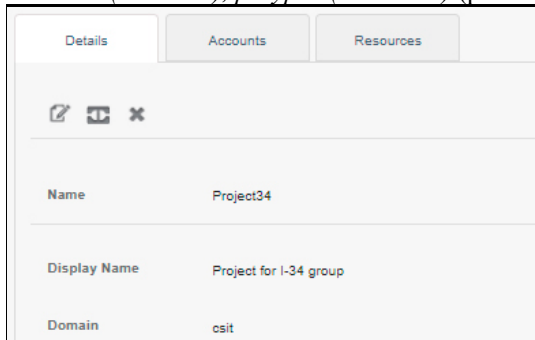 Details Accounts Resources
Name Project34
Display Name Project for I-34 group
Domain csit